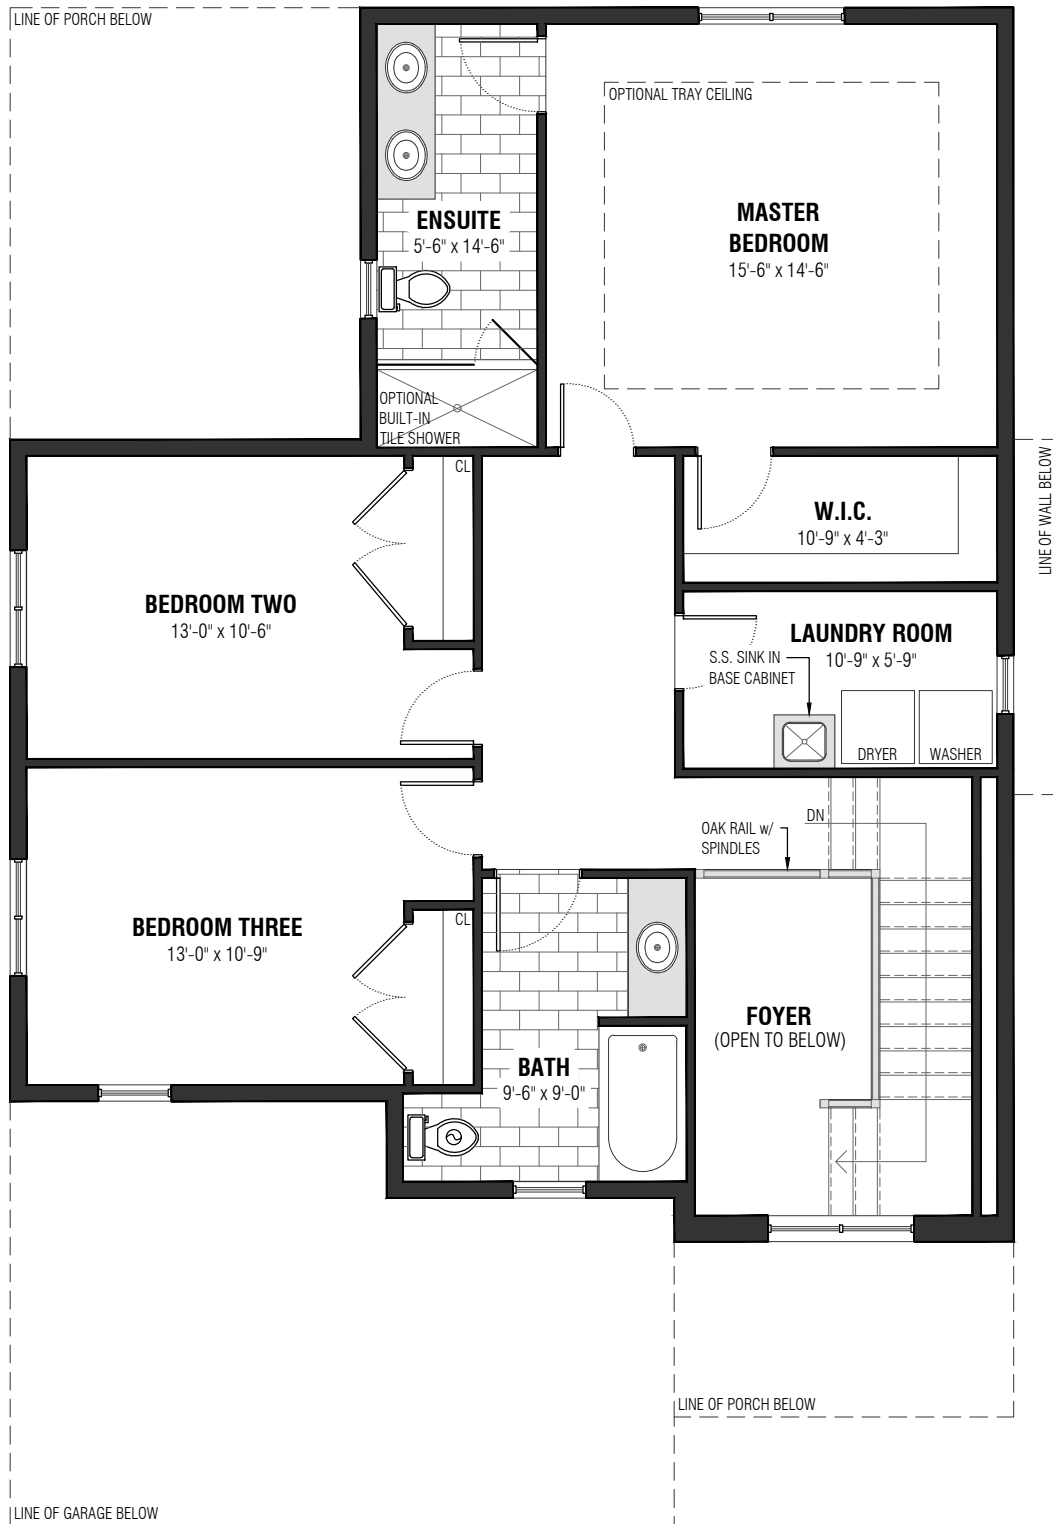 LINE OF PORCH BELOW
OPTIONAL TRAY CEILING
MASTER
BEDROOM
15'-6" x 14'-6"
ENSUITE
5'-6" x 14'-6"
OPTIONAL
BUILT-IN
TILE SHOWER
CL
W.I.C.
10'-9" x 4'-3"
LINE OF WALL BELOW
BEDROOM TWO
13'-0" x 10'-6"
LAUNDRY ROOM
10'-9" x 5'-9"
S.S. SINK IN
BASE CABINET
DRYER
WASHER
OAK RAIL w/
SPINDLES
DN
BEDROOM THREE
13'-0" x 10'-9"
CL
FOYER
(OPEN TO BELOW)
BATH
9'-6" x 9'-0"
LINE OF PORCH BELOW
LINE OF GARAGE BELOW